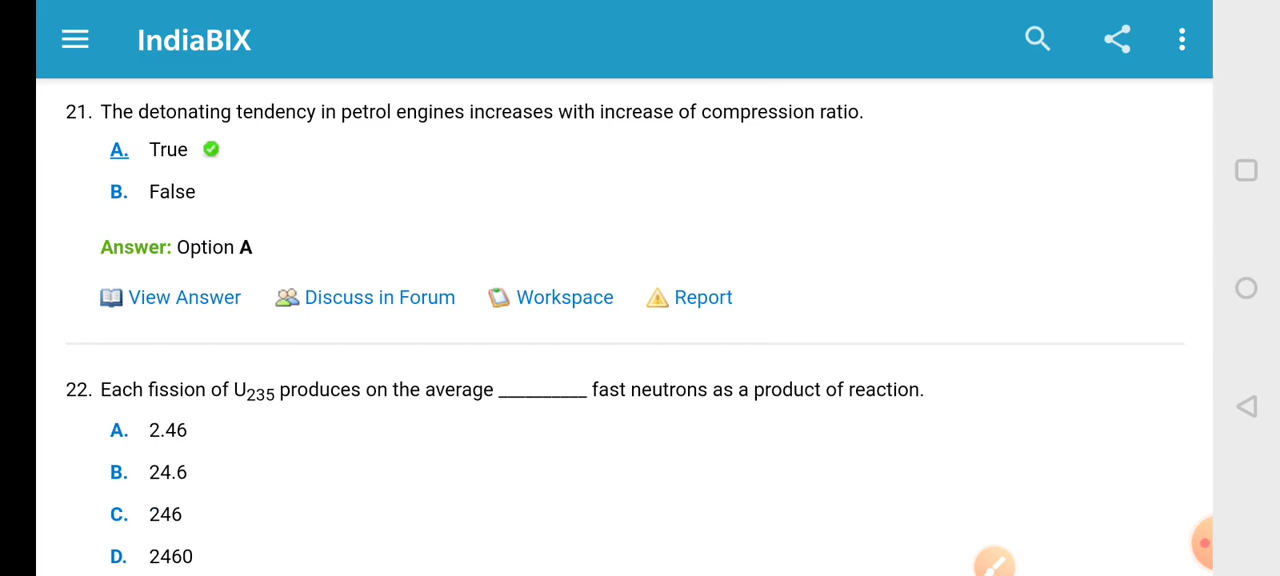 IndiaBIX
21. The detonating tendency in petrol engines increases with increase of compression ratio.
A. True
B. False
Answer: Option A
View Answer Discuss in Forum Workspace Report
22. Each fission of U235 produces on the average __________ fast neutrons as a product of reaction.
A. 2.46
B. 24.6
C. 246
D. 2460